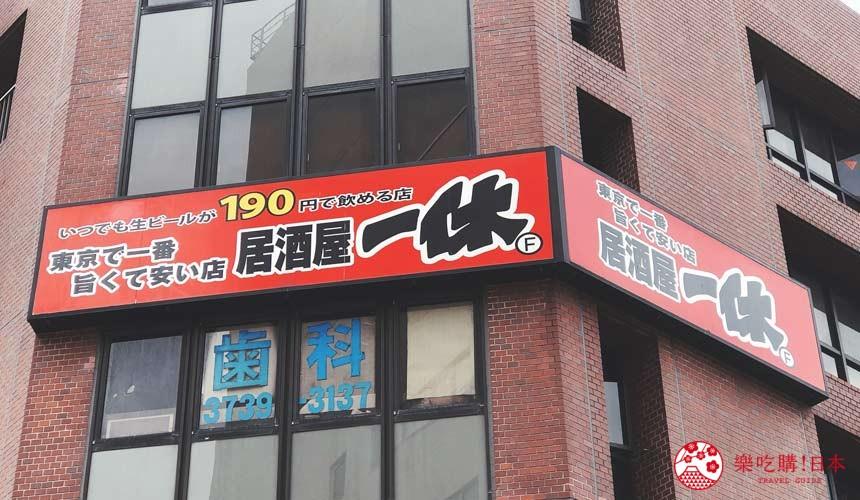 いつでも生ビールが190円で飲める店
東京で一番
旨くて安い店
居酒屋一休
F
東京で一番
旨くて安い店
居酒屋一休
F
歯科
3739-3137
樂吃購!日本
TRAVEL GUIDE